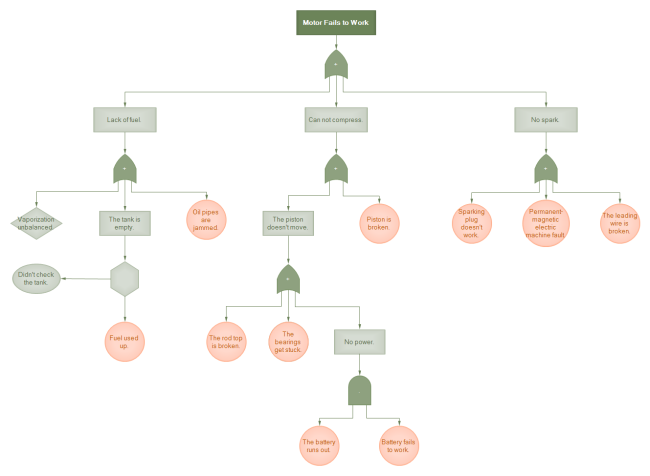 Motor Fails to Work
+
Lack of fuel.
Can not compress.
No spark.
+
+
+
Vaporization
unbalanced.
The tank is
empty.
Oil pipes
are
jammed.
The piston
doesn't move.
Piston is
broken.
Sparking
plug
doesn't
work.
Permanent-
magnetic
electric
machine fault.
The leading
wire is
broken.
Didn't check
the tank.
+
Fuel used
up.
The rod top
is broken.
The
bearings
get stuck.
No power.
The battery
runs out
Battery fails
to work.